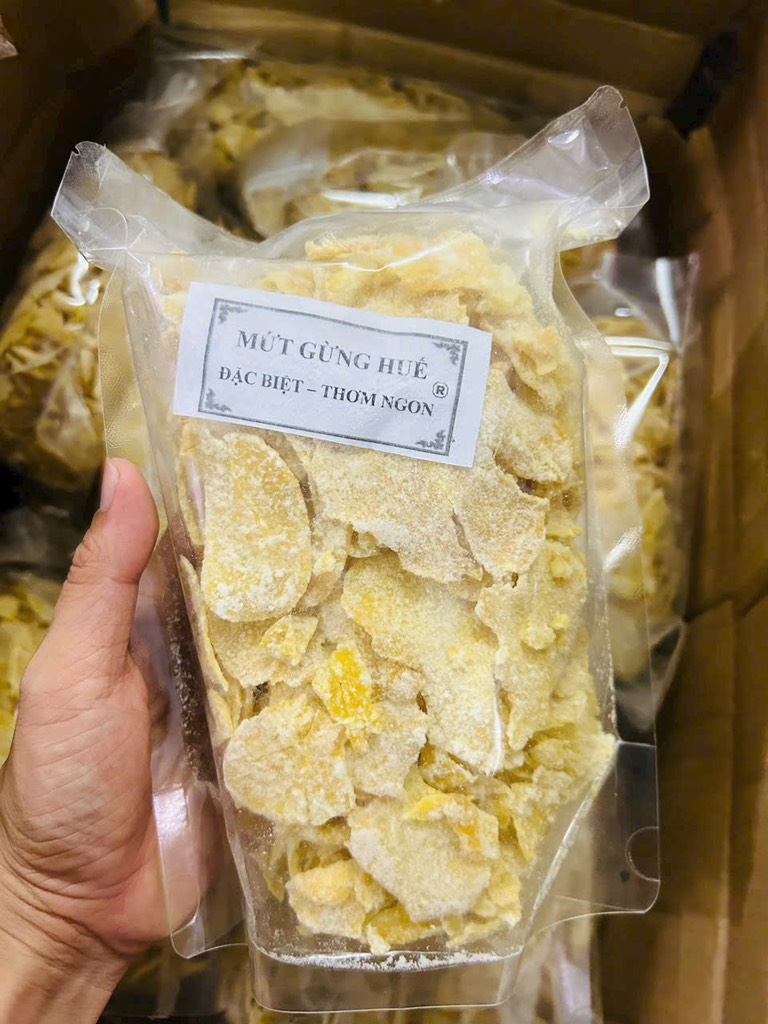 MỨT GỪNG HUẾ
ĐẶC BIỆT – THƠM NGON ®